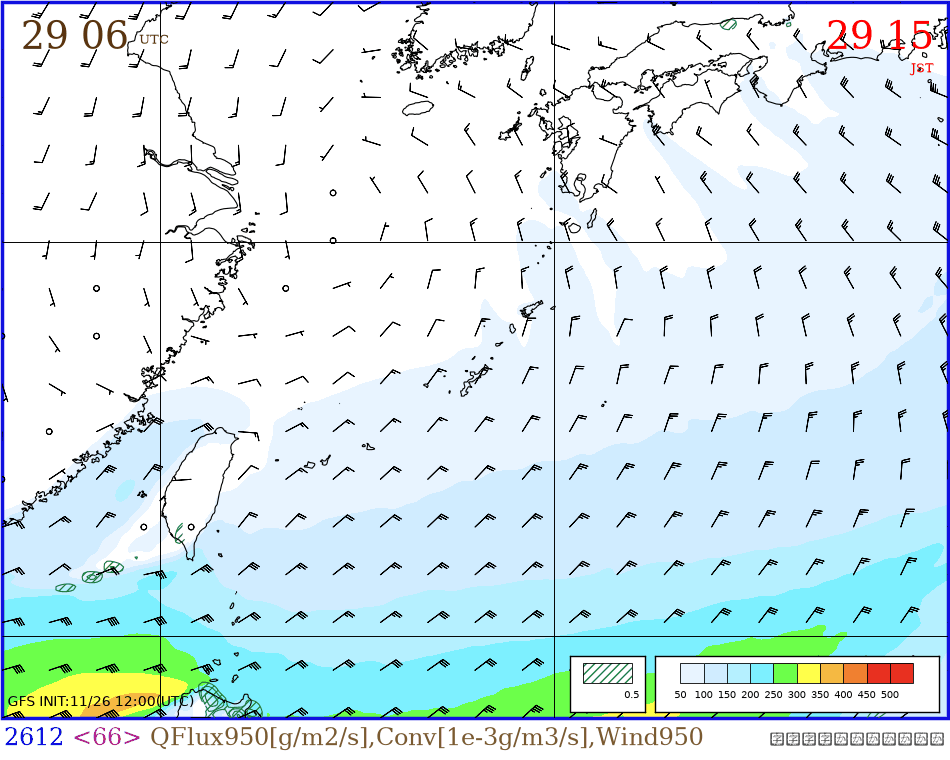 29 06 UTC
29 15
JST
0.5
50 100 150 200 250 300 350 400 450 500
GFS INIT:11/26 12:00(UTC)
2612 <66> QFlux950[g/m2/s],Conv[1e-3g/m3/s],Wind950